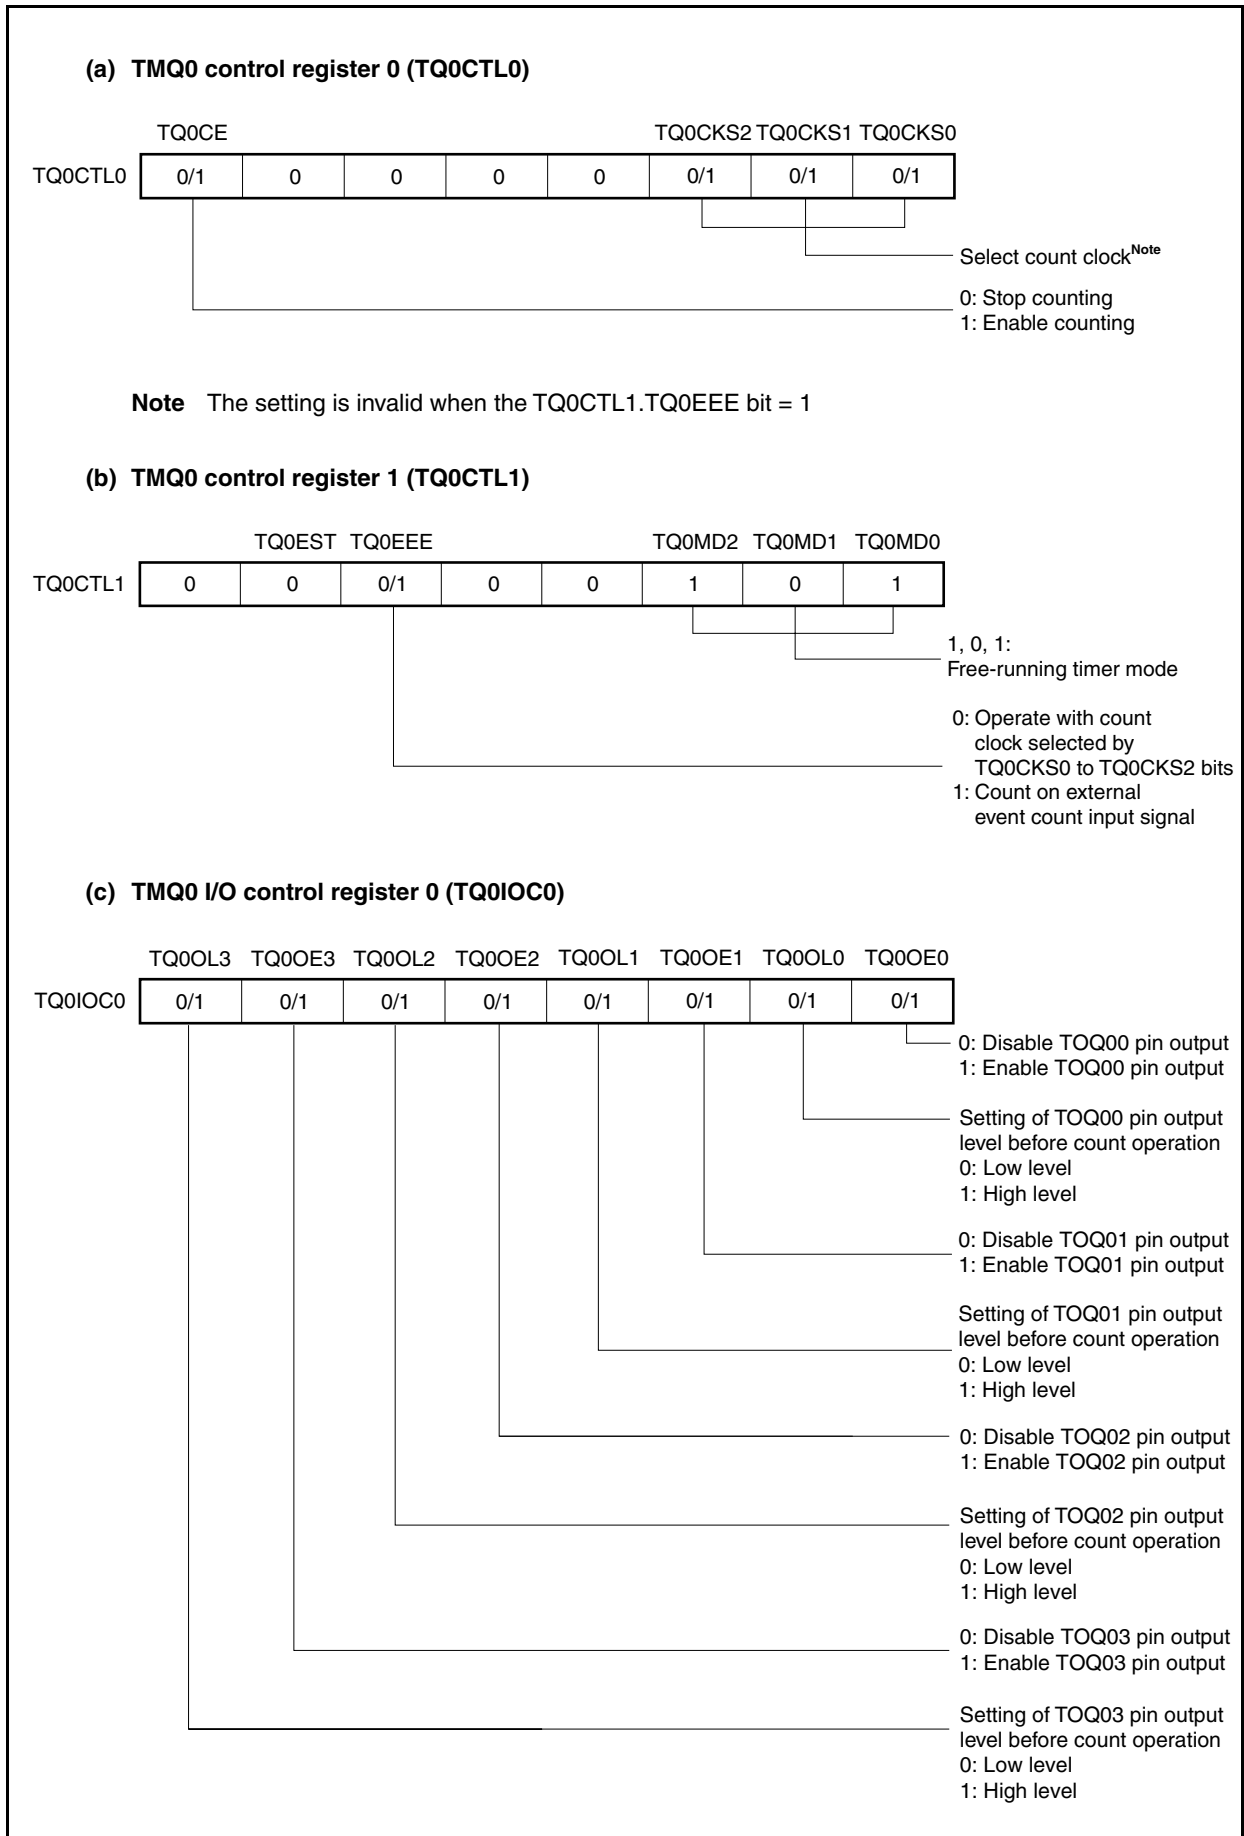 (a) TMQ0 control register 0 (TQ0CTL0)
TQ0CE TQ0CKS2 TQ0CKS1 TQ0CKS0
TQ0CTL0 0/1 0 0 0 0 0/1 0/1 0/1
Select count clockNote
0: Stop counting
1: Enable counting
Note The setting is invalid when the TQ0CTL1.TQ0EEE bit = 1
(b) TMQ0 control register 1 (TQ0CTL1)
TQ0EST TQ0EEE TQ0MD2 TQ0MD1 TQ0MD0
TQ0CTL1 0 0 0/1 0 0 1 0 1
1, 0, 1:
Free-running timer mode
0: Operate with count
clock selected by
TQ0CKS0 to TQ0CKS2 bits
1: Count on external
event count input signal
(c) TMQ0 I/O control register 0 (TQ0IOC0)
TQ0OL3 TQ0OE3 TQ0OL2 TQ0OE2 TQ0OL1 TQ0OE1 TQ0OL0 TQ0OE0
TQ0IOC0 0/1 0/1 0/1 0/1 0/1 0/1 0/1 0/1
0: Disable TOQ00 pin output
1: Enable TOQ00 pin output
Setting of TOQ00 pin output
level before count operation
0: Low level
1: High level
0: Disable TOQ01 pin output
1: Enable TOQ01 pin output
Setting of TOQ01 pin output
level before count operation
0: Low level
1: High level
0: Disable TOQ02 pin output
1: Enable TOQ02 pin output
Setting of TOQ02 pin output
level before count operation
0: Low level
1: High level
0: Disable TOQ03 pin output
1: Enable TOQ03 pin output
Setting of TOQ03 pin output
level before count operation
0: Low level
1: High level